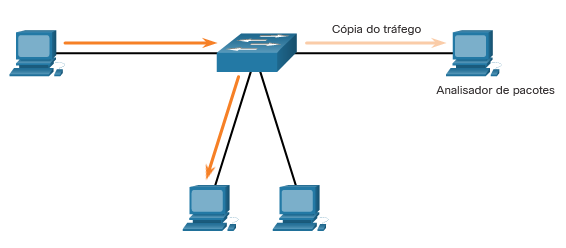 Cópia do tráfego
Analisador de pacotes